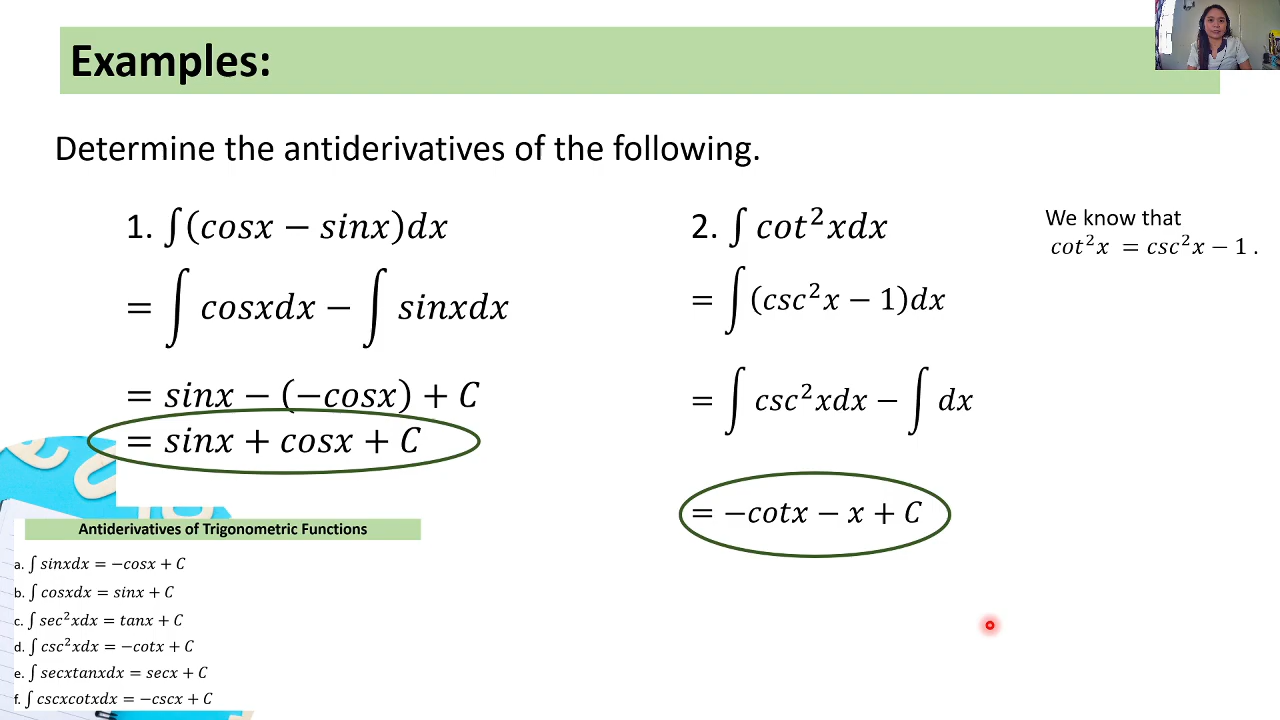 Examples:
Determine the antiderivatives of the following.
1. ∫(cosx − sinx)dx
= ∫ cosxdx − ∫ sinxdx
= sinx − (−cosx) + C
= sinx + cosx + C
2. ∫ cot²xdx
= ∫ (csc²x − 1)dx
= ∫ csc²xdx − ∫ dx
= −cotx − x + C
We know that
cot²x = csc²x − 1 .
Antiderivatives of Trigonometric Functions
a. ∫ sinxdx = −cosx + C
b. ∫ cosxdx = sinx + C
c. ∫ sec²xdx = tanx + C
d. ∫ csc²xdx = −cotx + C
e. ∫ secxtanxdx = secx + C
f. ∫ cscxcotxdx = −cscx + C